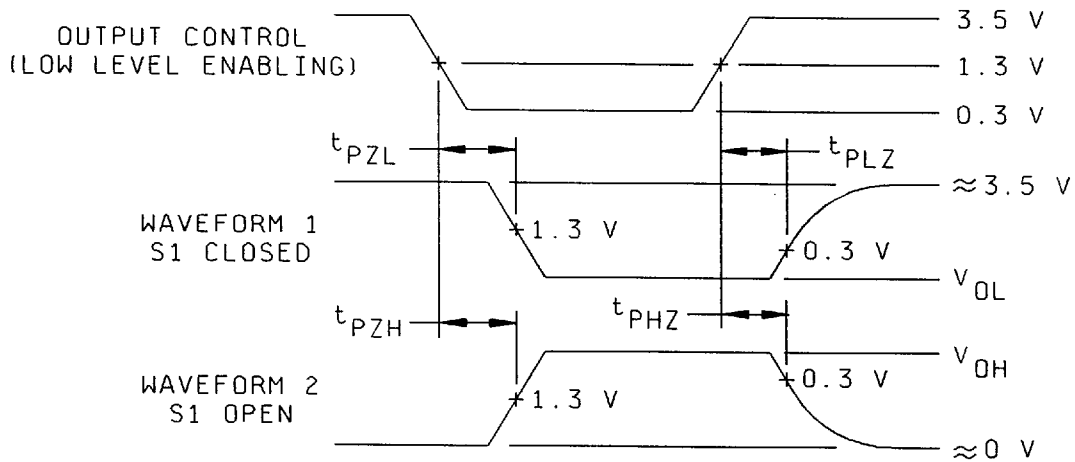 OUTPUT CONTROL
(LOW LEVEL ENABLING)
3.5 V
1.3 V
0.3 V
tPZL
tPLZ
≈3.5 V
WAVEFORM 1
S1 CLOSED
1.3 V
0.3 V
VOL
tPZH
tPHZ
VOH
WAVEFORM 2
S1 OPEN
1.3 V
0.3 V
≈0 V